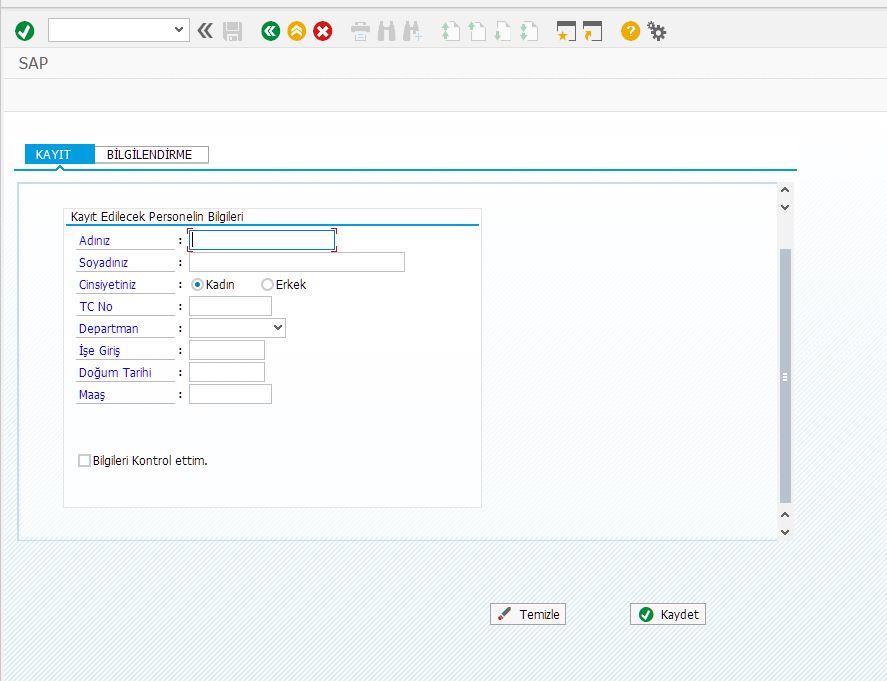 SAP
KAYIT BİLGİLENDİRME
Kayıt Edilecek Personelin Bilgileri
Adınız :
Soyadınız :
Cinsiyetiniz : Kadın Erkek
TC No :
Departman :
İşe Giriş :
Doğum Tarihi :
Maaş :
Bilgileri Kontrol ettim.
Temizle Kaydet